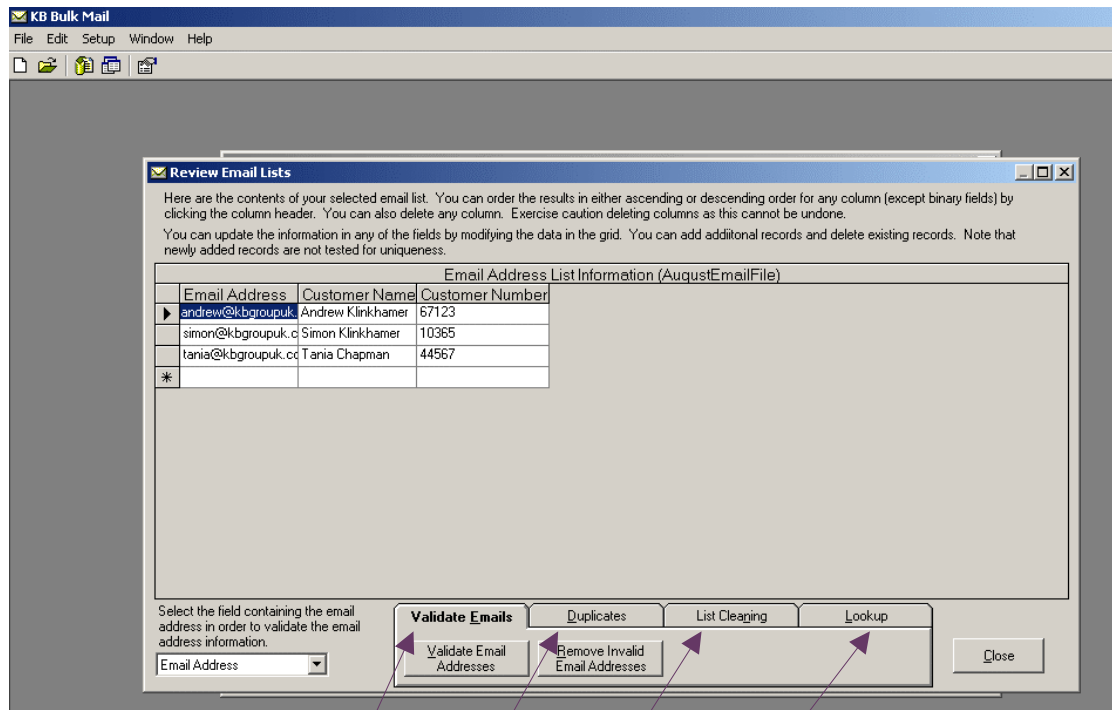 KB Bulk Mail
File Edit Setup Window Help
Review Email Lists
Here are the contents of your selected email list. You can order the results in either ascending or descending order for any column (except binary fields) by
clicking the column header. You can also delete any column. Exercise caution deleting columns as this cannot be undone.
You can update the information in any of the fields by modifying the data in the grid. You can add addiitonal records and delete existing records. Note that
newly added records are not tested for uniqueness.
Email Address List Information (AugustEmailFile)
Email Address Customer Name Customer Number
andrew@kbgroupuk. Andrew Klinkhamer 67123
simon@kbgroupuk.c Simon Klinkhamer 10365
tania@kbgroupuk.co Tania Chapman 44567
Select the field containing the email
address in order to validate the email
address information.
Email Address
Validate Emails Duplicates List Cleaning Lookup
Validate Email
Addresses
Remove Invalid
Email Addresses
Close